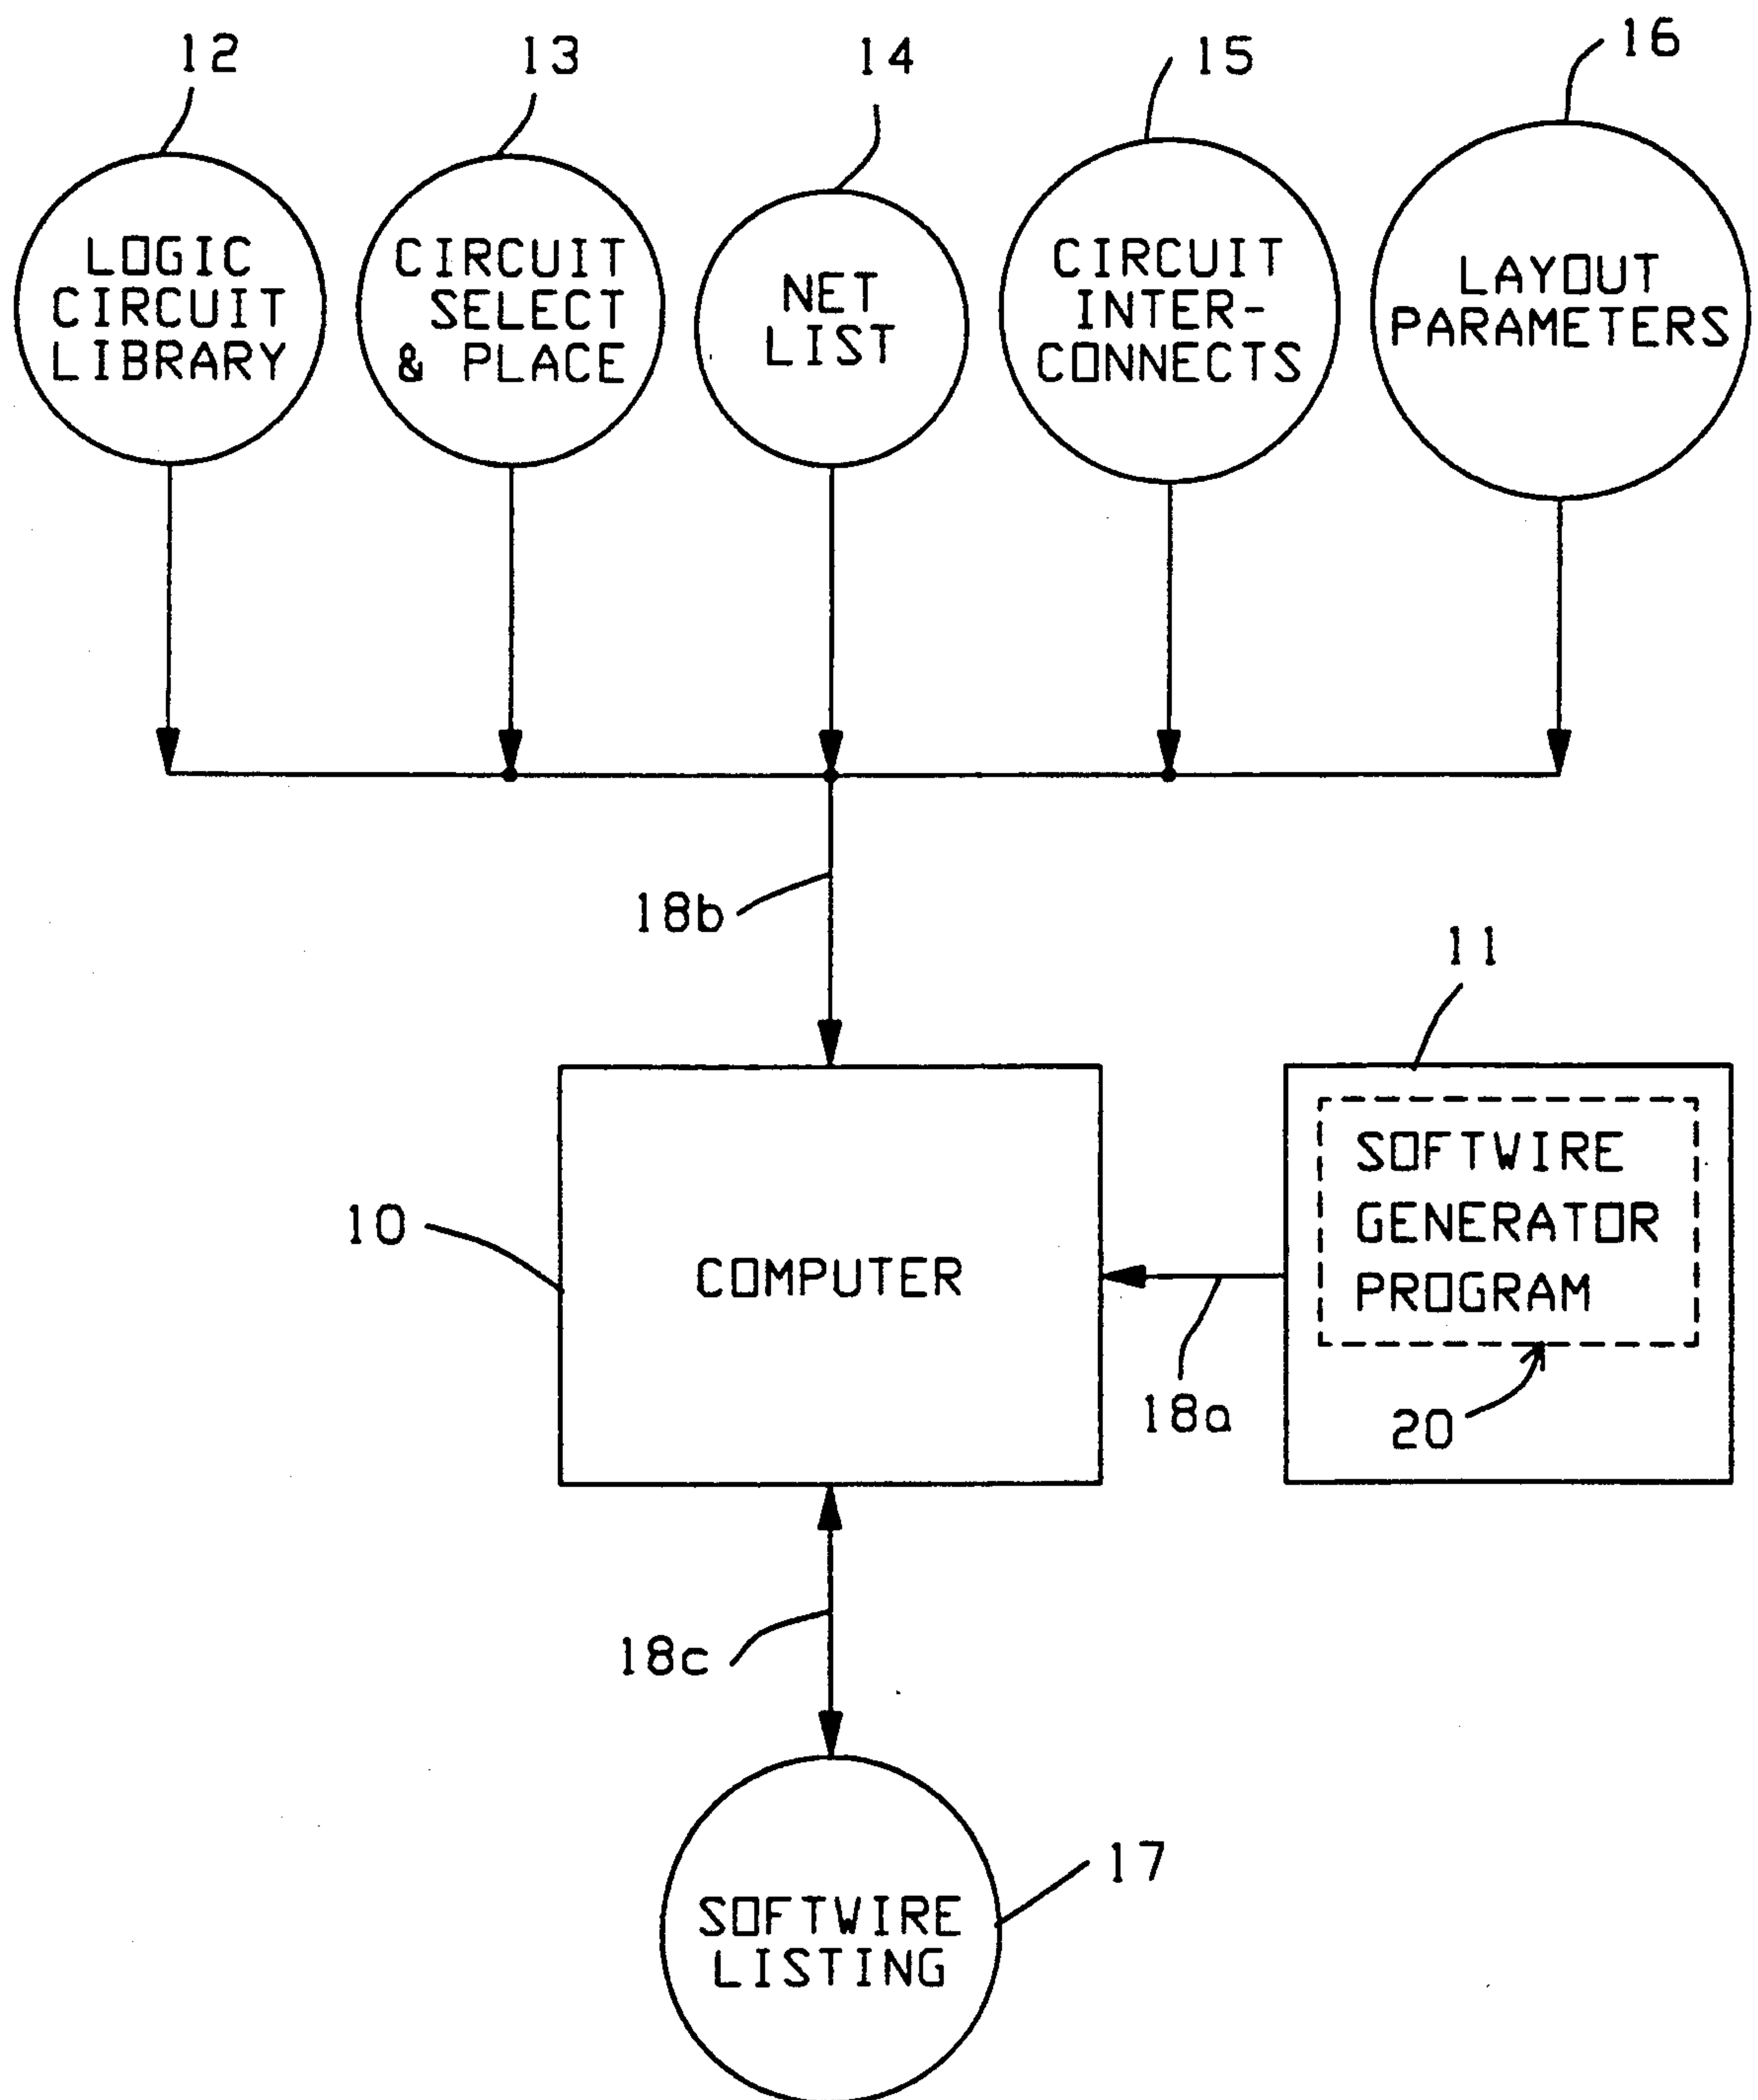 12
13
14
15
16
LOGIC
CIRCUIT
LIBRARY
CIRCUIT
SELECT
& PLACE
NET
LIST
CIRCUIT
INTER-
CONNECTS
LAYOUT
PARAMETERS
18b
11
10
COMPUTER
SOFTWIRE
GENERATOR
PROGRAM
18a
20
18c
17
SOFTWIRE
LISTING